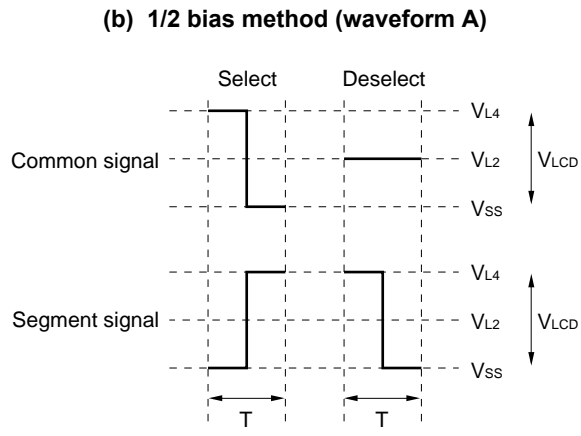 (b) 1/2 bias method (waveform A)
Select Deselect
VL4
Common signal VL2 VLCD
VSS
VL4
Segment signal VL2 VLCD
VSS
T T